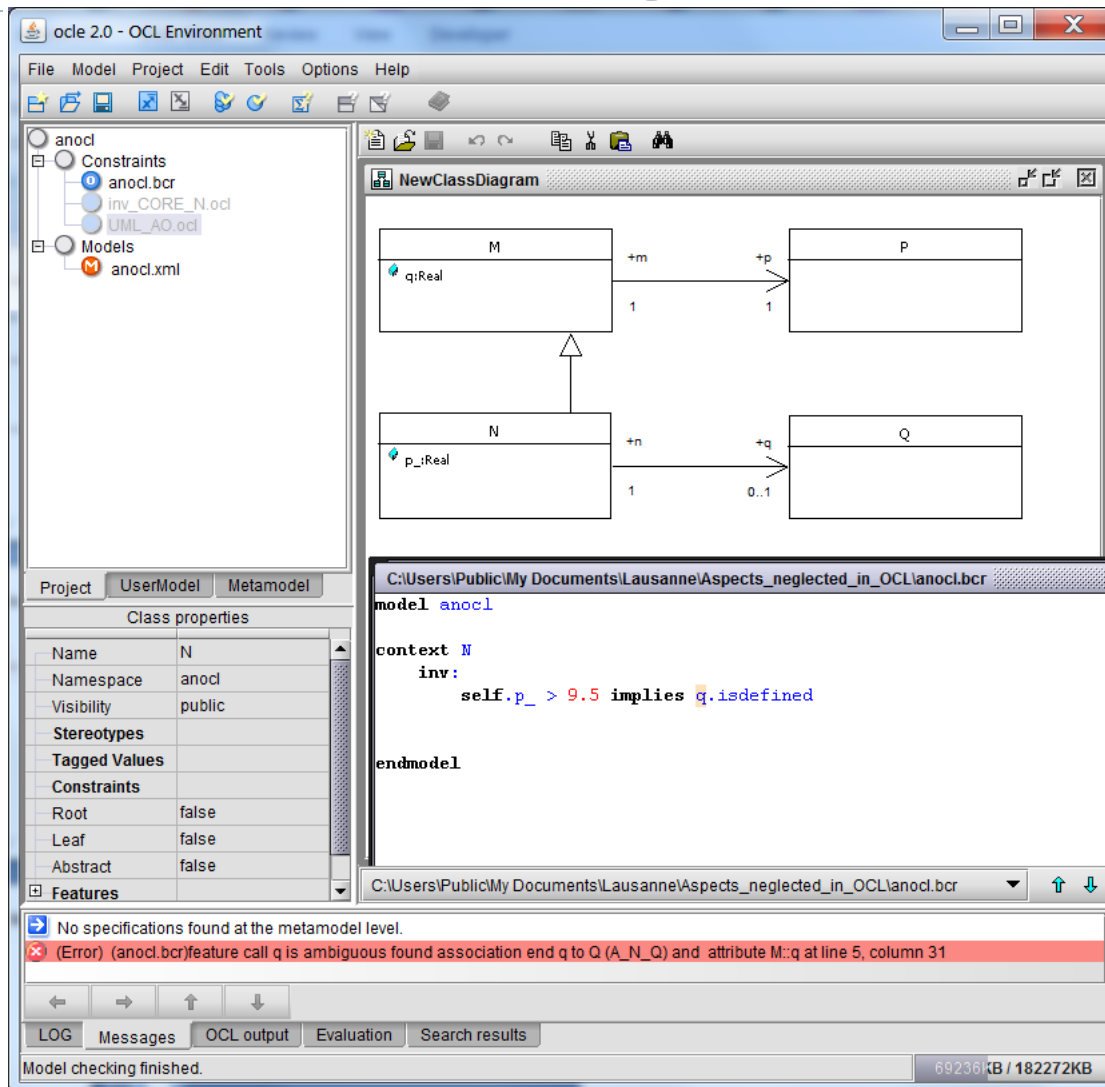 ocle 2.0 - OCL Environment
File Model Project Edit Tools Options Help
anocl
Constraints
anocl.bcr
inv_CORE_N.ocl
UML_AO.ocl
Models
anocl.xml
Project UserModel Metamodel
Class properties
Name N
Namespace anocl
Visibility public
Stereotypes
Tagged Values
Constraints
Root false
Leaf false
Abstract false
Features
NewClassDiagram
M
q:Real
+m +p
1 1
P
N
p_:Real
+n +q
1 0..1
Q
C:\Users\Public\My Documents\Lausanne\Aspects_neglected_in_OCL\anocl.bcr
model anocl
context N
inv:
self.p_ > 9.5 implies q.isdefined
endmodel
C:\Users\Public\My Documents\Lausanne\Aspects_neglected_in_OCL\anocl.bcr
No specifications found at the metamodel level.
(Error) (anocl.bcr)feature call q is ambiguous found association end q to Q (A_N_Q) and attribute M::q at line 5, column 31
LOG Messages OCL output Evaluation Search results
Model checking finished.
69236KB / 182272KB